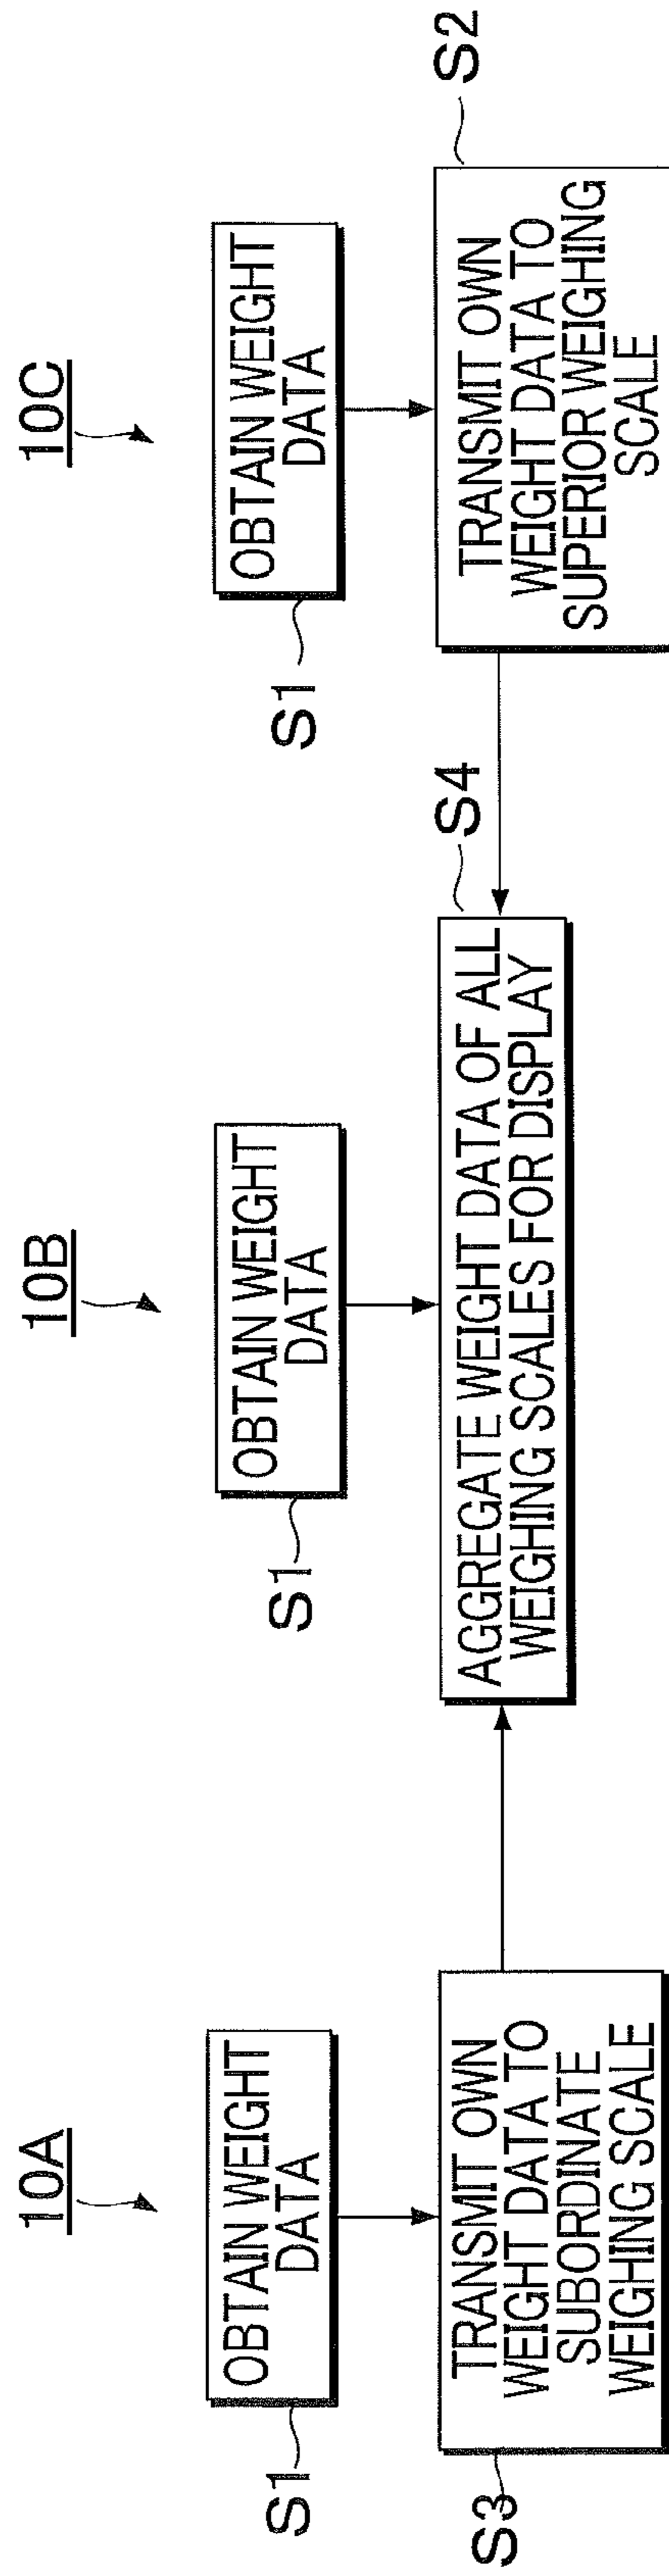 10A
OBTAIN WEIGHT
DATA
S1
TRANSMIT OWN
WEIGHT DATA TO
SUBORDINATE
WEIGHING SCALE
S3
10B
OBTAIN WEIGHT
DATA
S1
AGGREGATE WEIGHT DATA OF ALL
WEIGHING SCALES FOR DISPLAY
S4
10C
OBTAIN WEIGHT
DATA
S1
TRANSMIT OWN
WEIGHT DATA TO
SUPERIOR WEIGHING
SCALE
S2